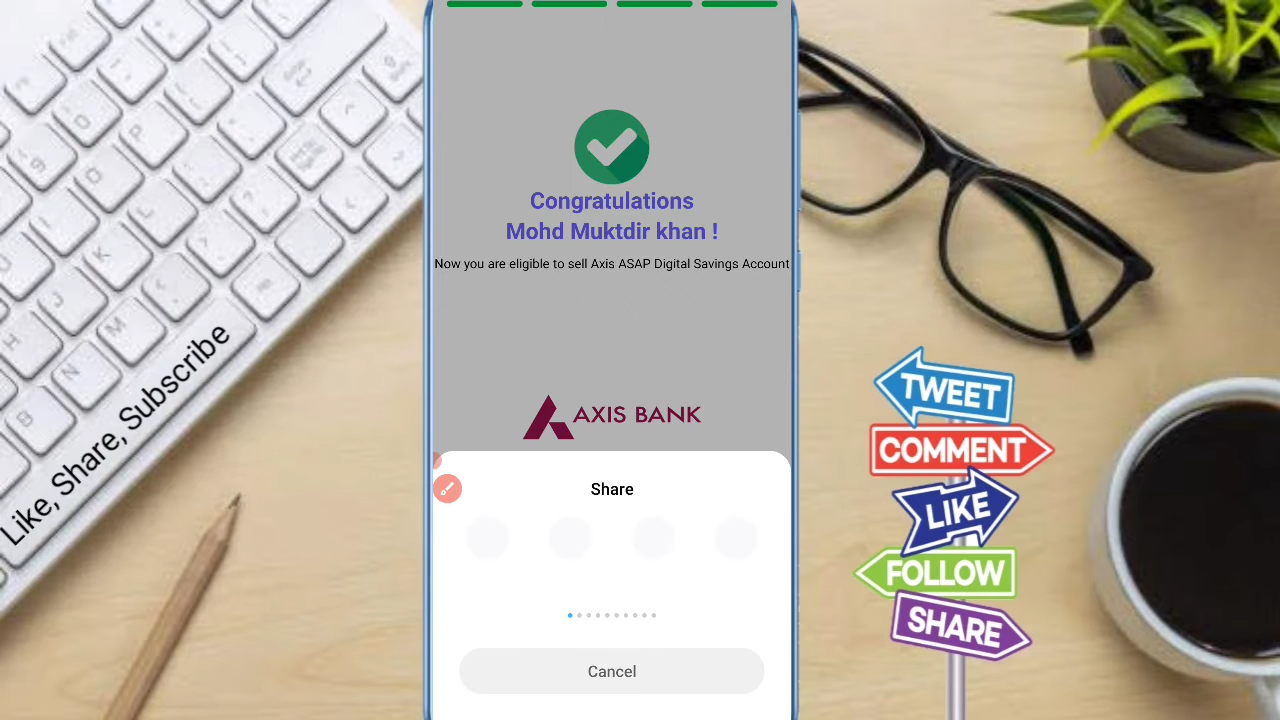 Congratulations
Mohd Muktdir khan !
Now you are eligible to sell Axis ASAP Digital Savings Account
AXIS BANK
Share
Cancel
Like, Share, Subscribe
TWEET
COMMENT
LIKE
FOLLOW
SHARE